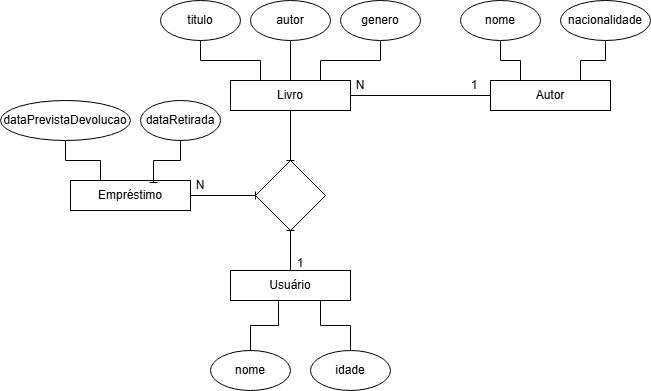 titulo
autor
genero
nome
nacionalidade
Livro
N
1
Autor
dataPrevistaDevolucao
dataRetirada
Empréstimo
N
1
Usuário
nome
idade